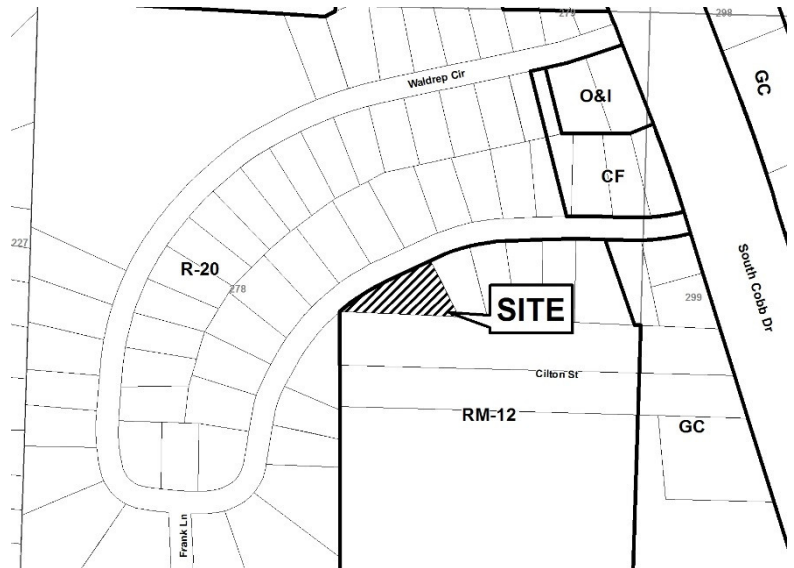 279
298
Waldrep Cir
O&I
GC
CF
227
R-20
278
South Cobb Dr
299
SITE
Cilton St
RM-12
GC
Frank Ln